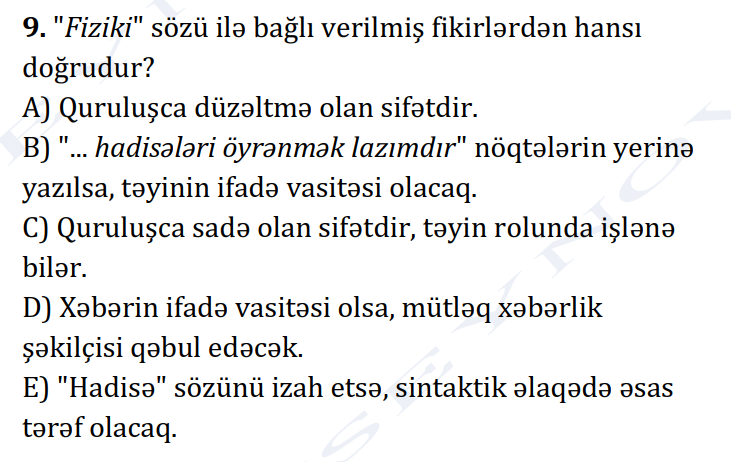 9. "Fiziki" sözü ilə bağlı verilmiş fikirlərdən hansı
doğrudur?
A) Quruluşca düzəltmə olan sifətdir.
B) "... hadisələri öyrənmək lazımdır" nöqtələrin yerinə
yazılsa, təyinin ifadə vasitəsi olacaq.
C) Quruluşca sadə olan sifətdir, təyin rolunda işlənə
bilər.
D) Xəbərin ifadə vasitəsi olsa, mütləq xəbərlik
şəkilçisi qəbul edəcək.
E) "Hadisə" sözünü izah etsə, sintaktik əlaqədə əsas
tərəf olacaq.